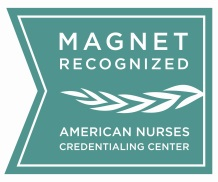 MAGNET
RECOGNIZED
AMERICAN NURSES
CREDENTIALING CENTER